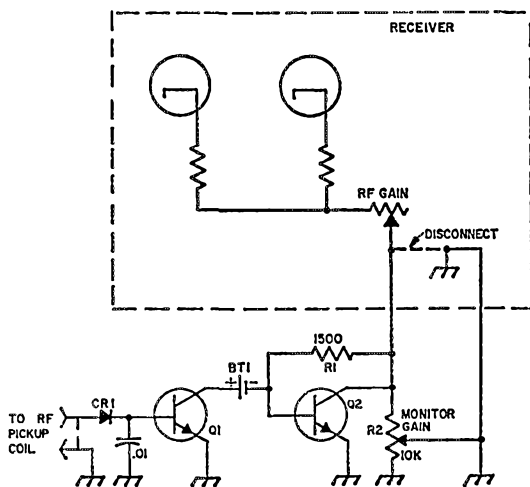 RECEIVER
RF GAIN
DISCONNECT
1500
R1
BT1
+ -
CR1
Q1
Q2
MONITOR
GAIN
R2
10K
TO RF
PICKUP
COIL
.01